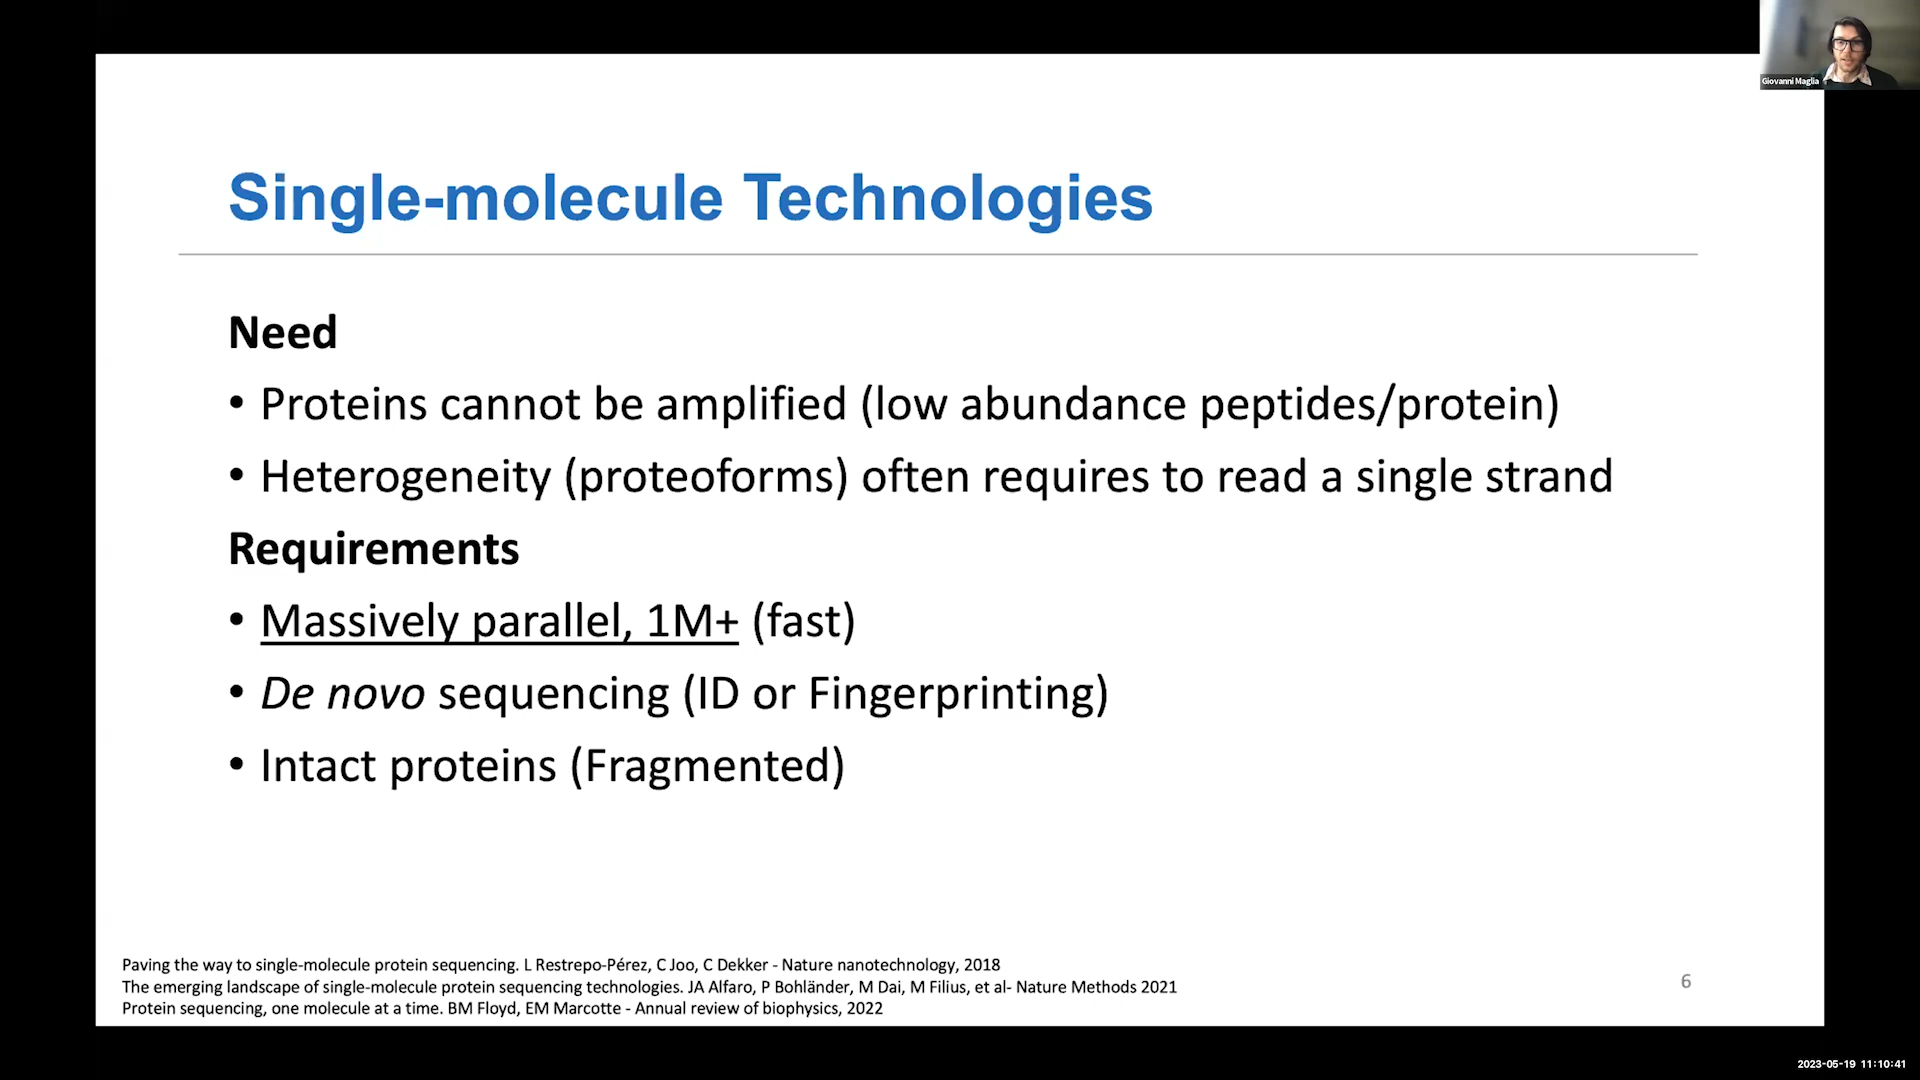 Giovanni Maglia
Single-molecule Technologies
Need
• Proteins cannot be amplified (low abundance peptides/protein)
• Heterogeneity (proteoforms) often requires to read a single strand
Requirements
• Massively parallel, 1M+ (fast)
• De novo sequencing (ID or Fingerprinting)
• Intact proteins (Fragmented)
Paving the way to single-molecule protein sequencing. L Restrepo-Pérez, C Joo, C Dekker - Nature nanotechnology, 2018
The emerging landscape of single-molecule protein sequencing technologies. JA Alfaro, P Bohländer, M Dai, M Filius, et al- Nature Methods 2021
Protein sequencing, one molecule at a time. BM Floyd, EM Marcotte - Annual review of biophysics, 2022
6
2023-05-19 11:10:41